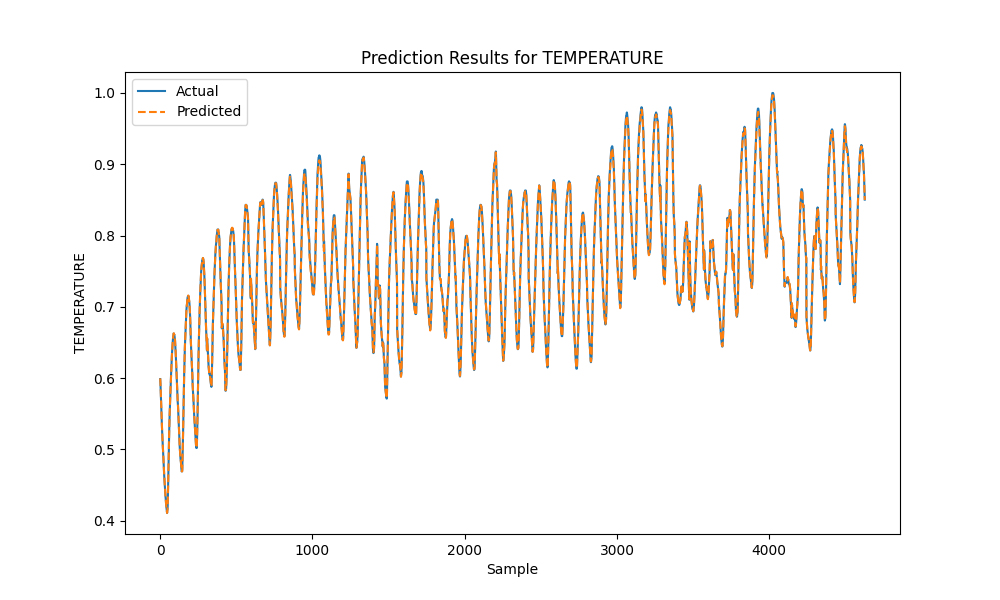 Prediction Results for TEMPERATURE
Actual
Predicted
TEMPERATURE
1.0
0.9
0.8
0.7
0.6
0.5
0.4
0 1000 2000 3000 4000
Sample